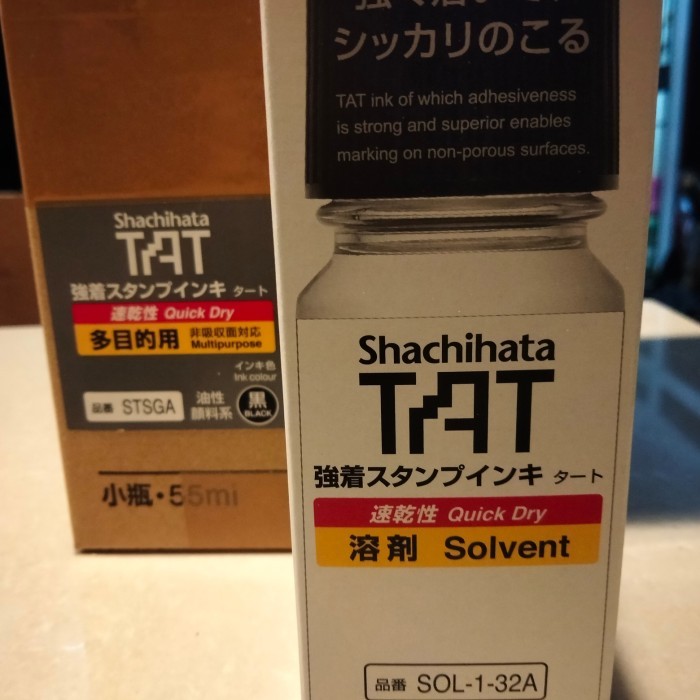 Shachihata
TAT
強着スタンプインキ タート
速乾性 Quick Dry
多目的用 非吸収面対応
Multipurpose
インキ色
Ink colour
品番 STSGA
油性
顔料系
黒
BLACK
小瓶・55ml
シッカリのこる
TAT ink of which adhesiveness
is strong and superior enables
marking on non-porous surfaces.
Shachihata
TAT
強着スタンプインキ タート
速乾性 Quick Dry
溶剤 Solvent
品番 SOL-1-32A